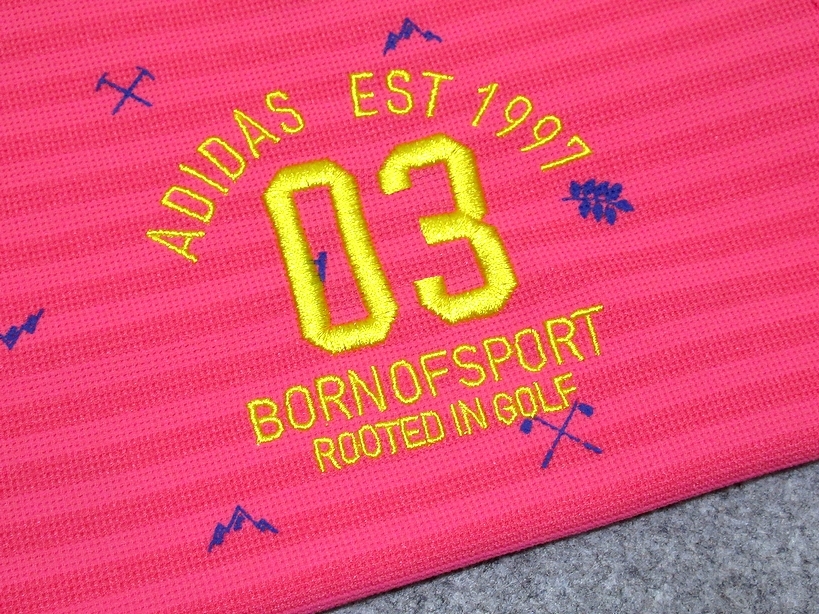 ADIDAS EST 1997
03
BORNOFSPORT
ROOTED IN GOLF